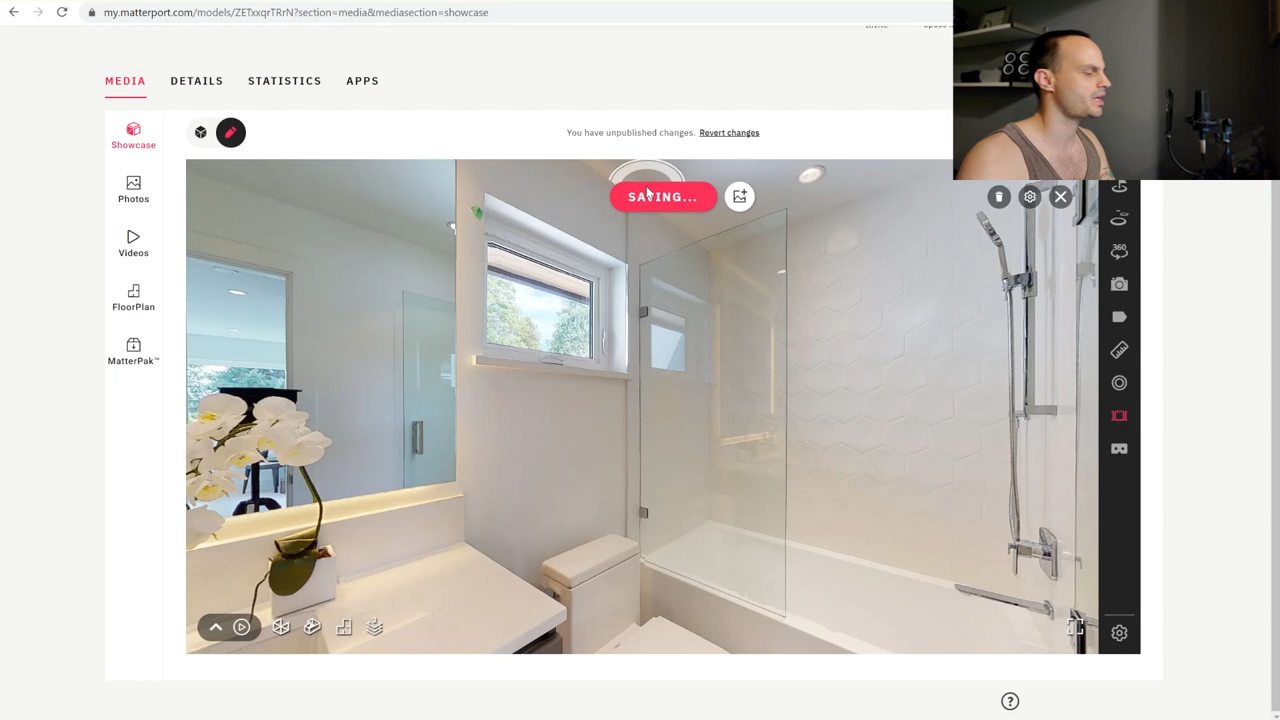 my.matterport.com/models/ZETxxqrTRrN?section=media&mediasection=showcase
MEDIA DETAILS STATISTICS APPS
You have unpublished changes. Revert changes
Showcase
Photos
Videos
FloorPlan
MatterPak™
SAVING...
360
?